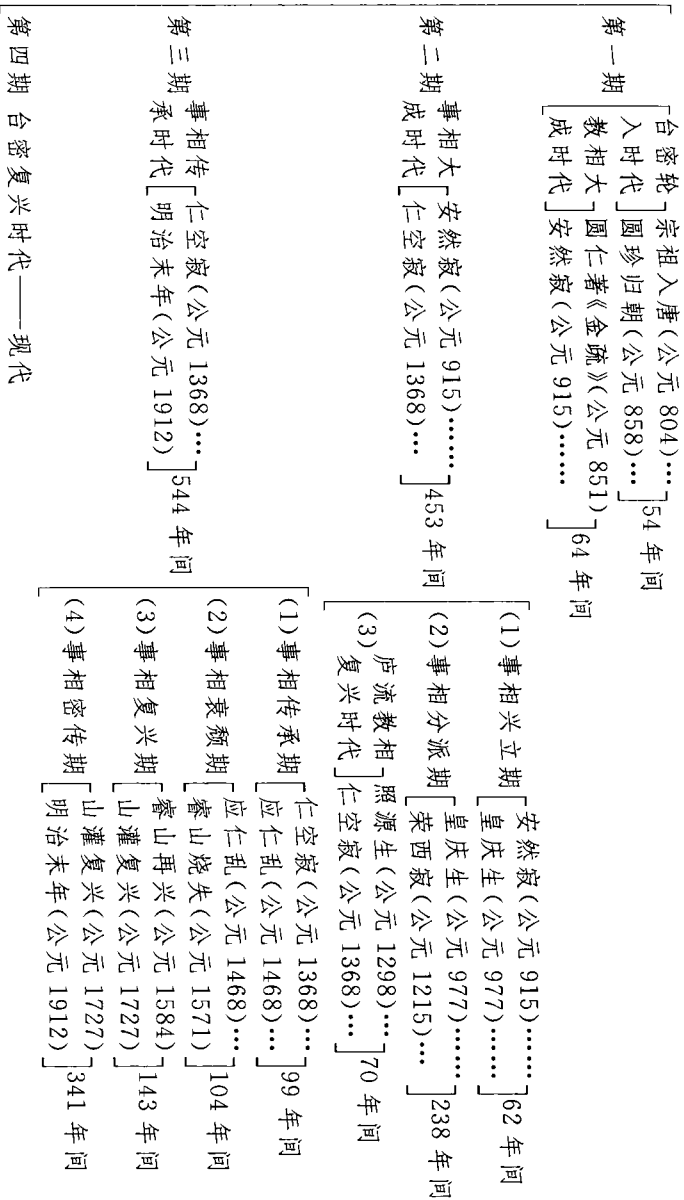 第一期
台密轮入时代
宗祖入唐(公元 804)…
圆珍归朝(公元 858)…
54 年间
教相大成时代
圆仁著《金疏》(公元 851)
安然寂(公元 915)……
64 年间
第二期
事相大成时代
安然寂(公元 915)……
仁空寂(公元 1368)…
453 年间
(1)事相兴立期
安然寂(公元 915)……
皇庆生(公元 977)……
62 年间
(2)事相分派期
皇庆生(公元 977)……
荣西寂(公元 1215)…
238 年间
(3)庐流教相复兴时代
照源生(公元 1298)…
仁空寂(公元 1368)…
70 年间
第三期
事相传承时代
仁空寂(公元 1368)…
明治末年(公元 1912)
544 年间
(1)事相传承期
仁空寂(公元 1368)…
应仁乱(公元 1468)…
99 年间
(2)事相衰颓期
应仁乱(公元 1468)…
睿山烧失(公元 1571)
104 年间
(3)事相复兴期
睿山再兴(公元 1584)
山灌复兴(公元 1727)
143 年间
(4)事相密传期
山灌复兴(公元 1727)
明治末年(公元 1912)
341 年间
第四期 台密复兴时代——现代